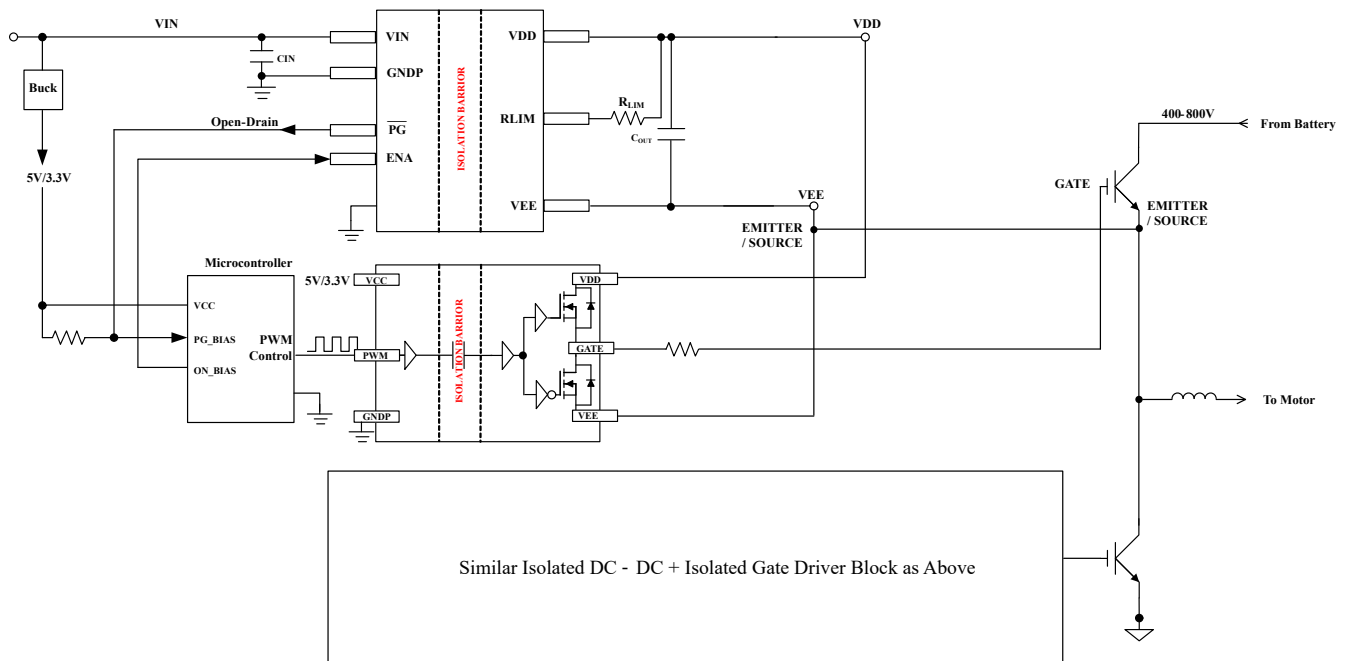 VIN
VIN
VDD
VDD
CIN
GNDP
Buck
ISOLATION BARRIOR
RLIM
RLIM
COUT
Open-Drain
PG
ENA
5V/3.3V
VEE
VEE
EMITTER
/ SOURCE
400-800V
From Battery
GATE
EMITTER
/ SOURCE
Microcontroller
VCC
PG_BIAS
ON_BIAS
PWM
Control
5V/3.3V
VCC
PWM
GNDP
ISOLATION BARRIOR
VDD
GATE
VEE
To Motor
Similar Isolated DC - DC + Isolated Gate Driver Block as Above